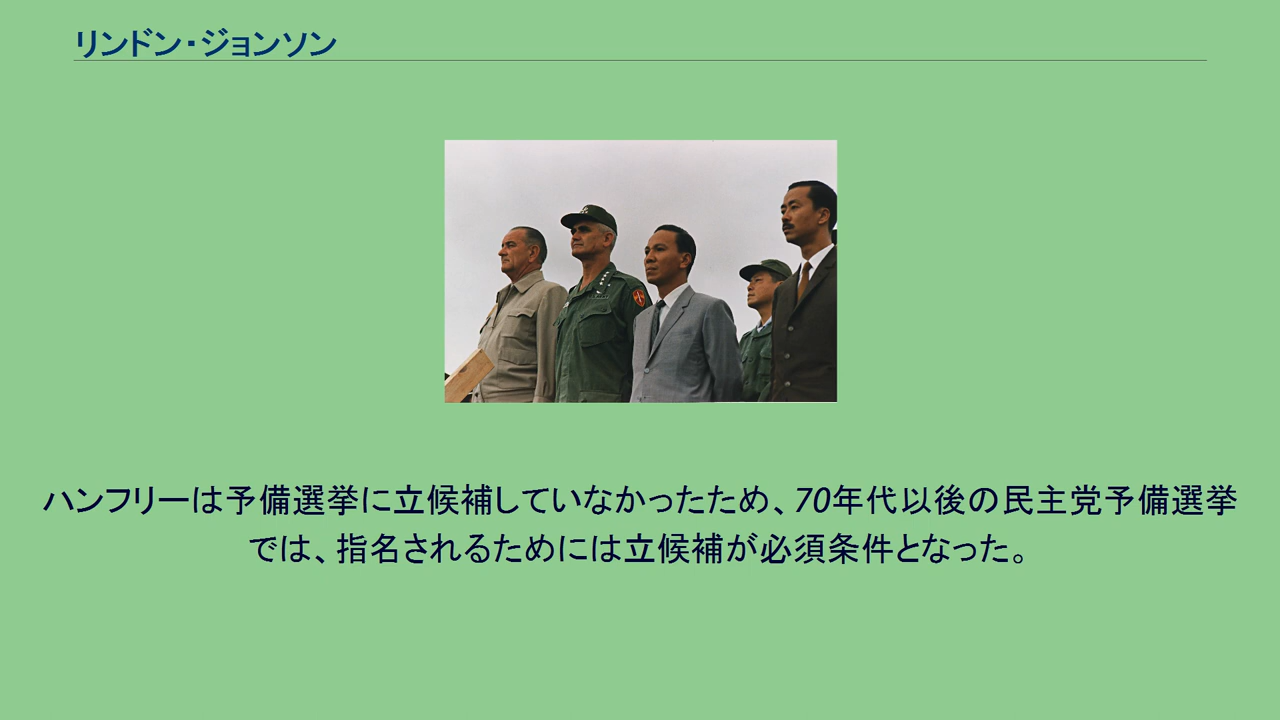 リンドン・ジョンソン
ハンフリーは予備選挙に立候補していなかったため、70年代以後の民主党予備選挙
では、指名されるためには立候補が必須条件となった。